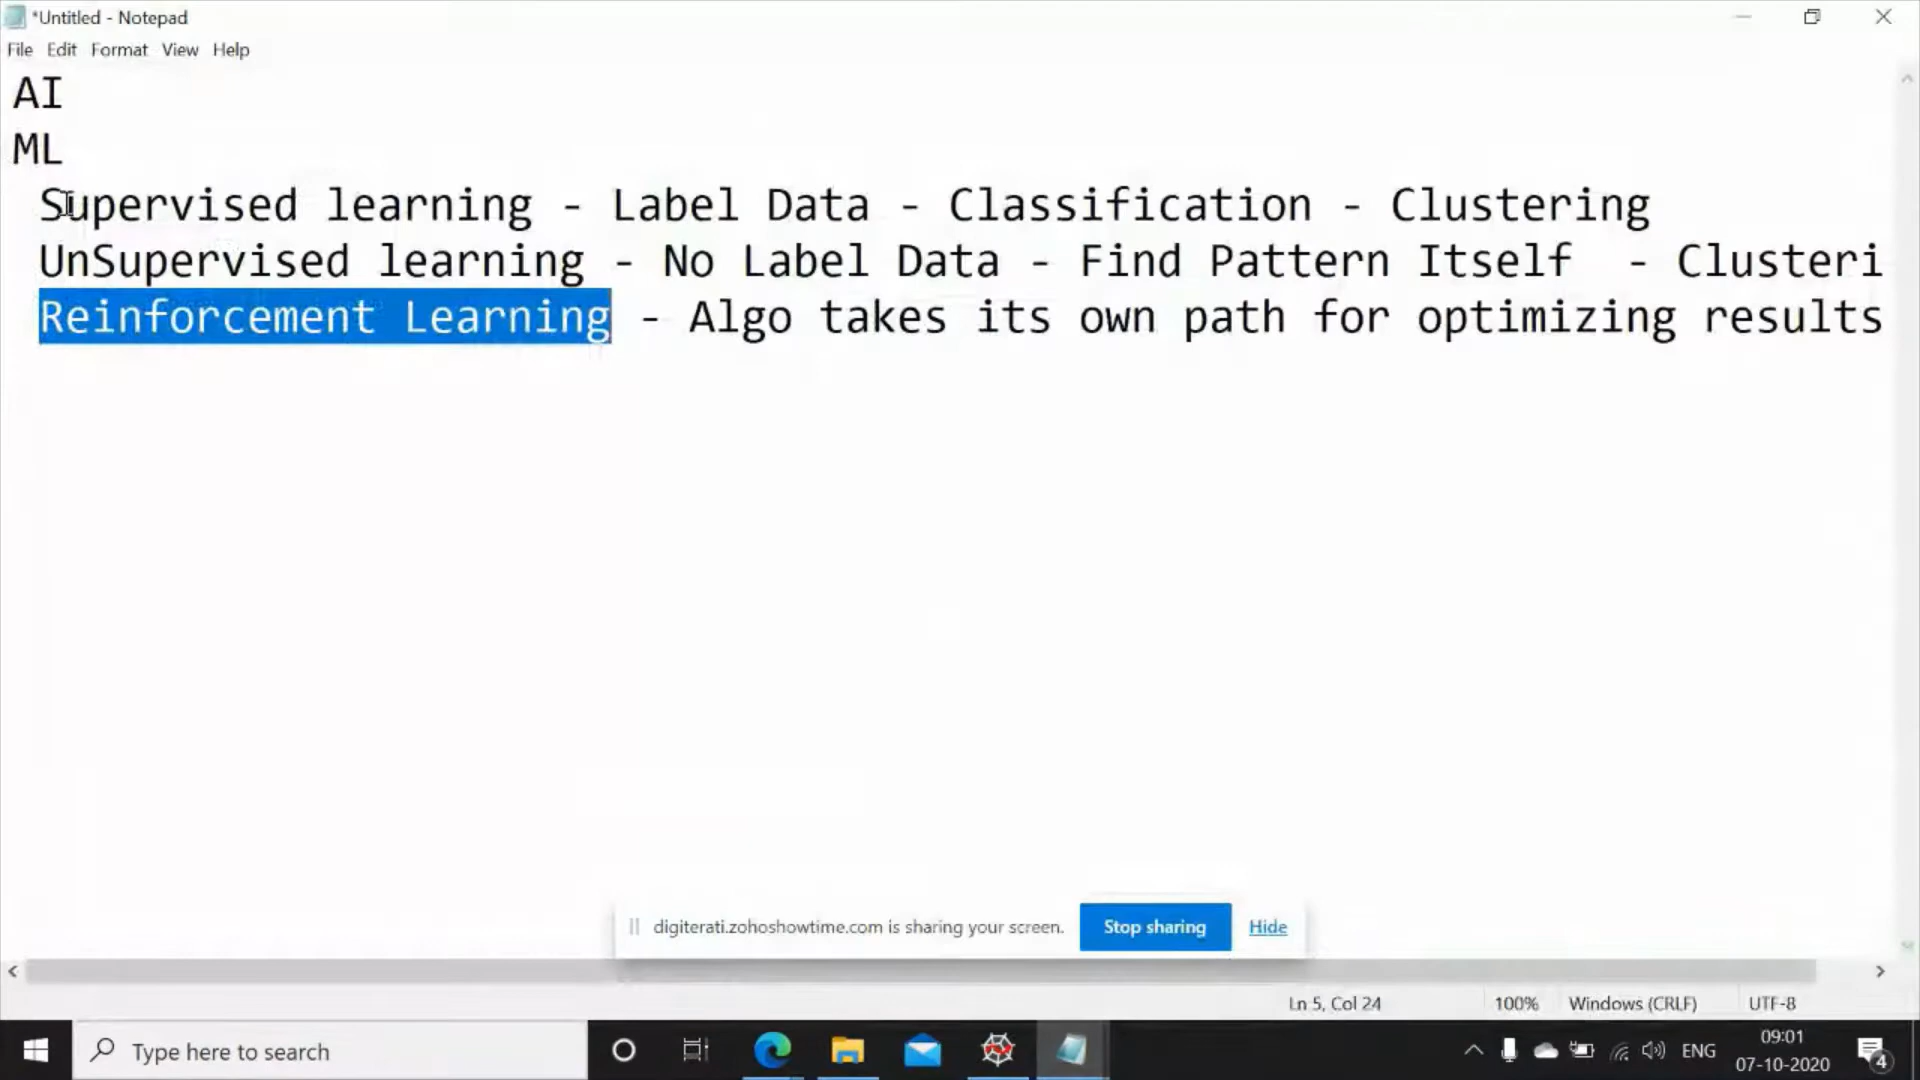 *Untitled - Notepad
File Edit Format View Help
AI
ML
Supervised learning - Label Data - Classification - Clustering
UnSupervised learning - No Label Data - Find Pattern Itself - Clusteri
Reinforcement Learning - Algo takes its own path for optimizing results
digiterati.zohoshowtime.com is sharing your screen. Stop sharing Hide
Ln 5, Col 24 100% Windows (CRLF) UTF-8
Type here to search
ENG
09:01
07-10-2020
4